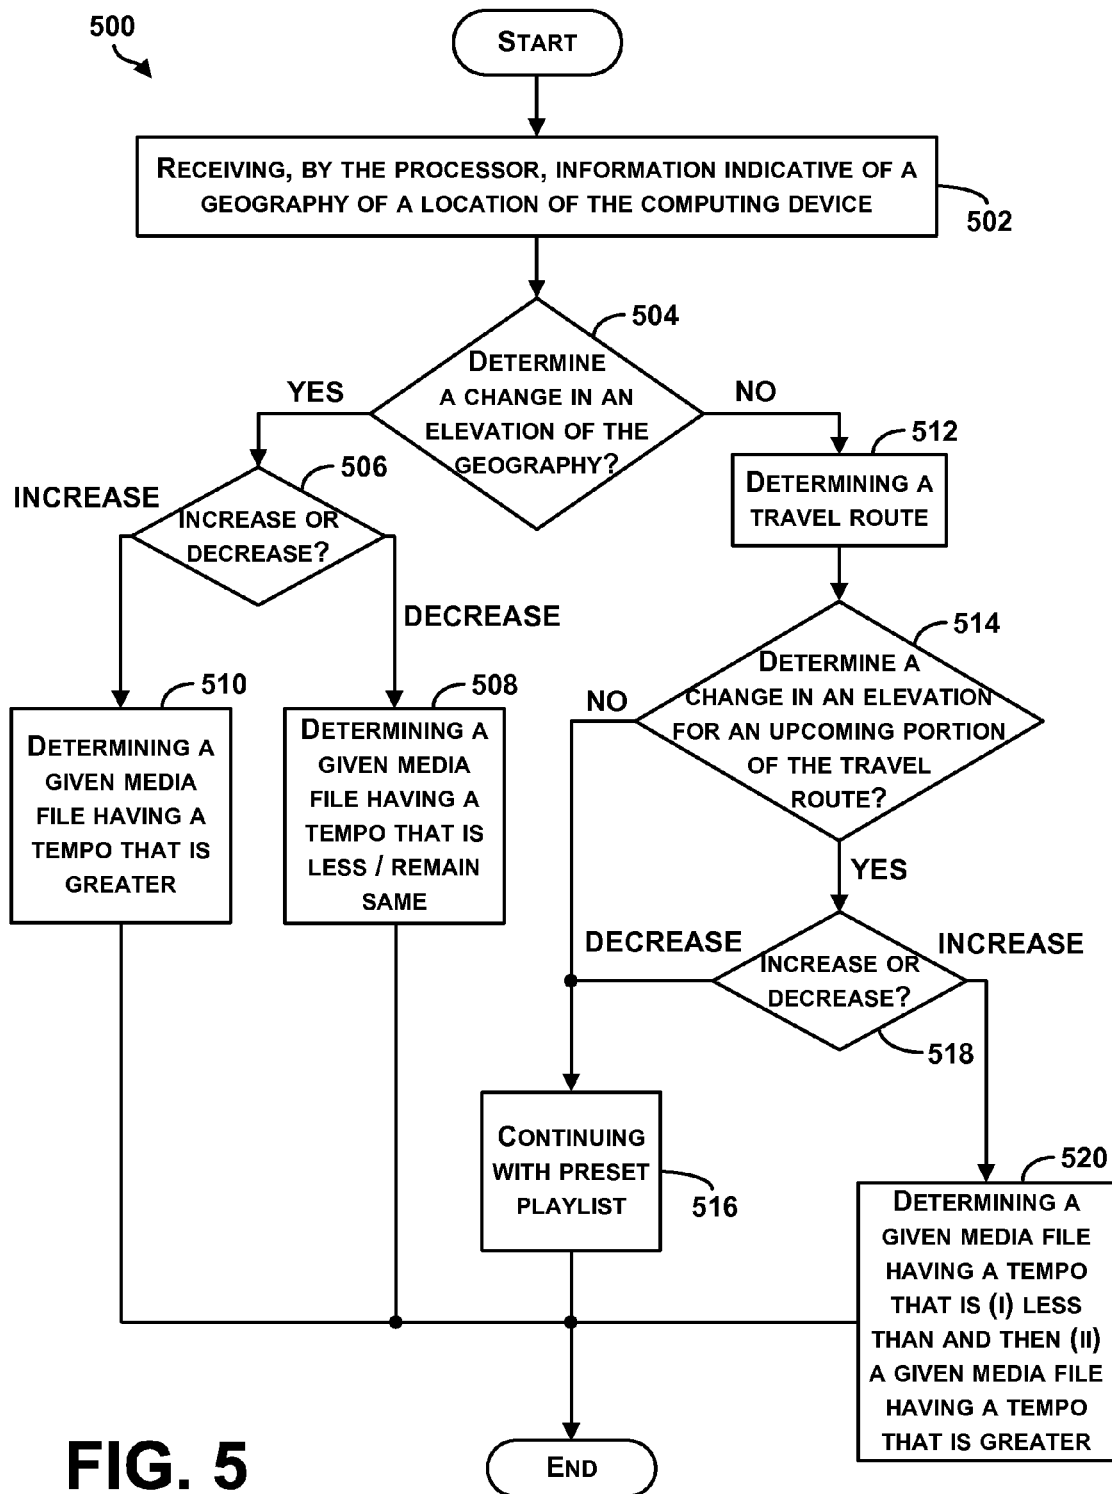 500
START
RECEIVING, BY THE PROCESSOR, INFORMATION INDICATIVE OF A
GEOGRAPHY OF A LOCATION OF THE COMPUTING DEVICE
502
504
DETERMINE
A CHANGE IN AN
ELEVATION OF THE
GEOGRAPHY?
YES
NO
506
INCREASE OR
DECREASE?
INCREASE
DECREASE
512
DETERMINING A
TRAVEL ROUTE
514
DETERMINE A
CHANGE IN AN ELEVATION
FOR AN UPCOMING PORTION
OF THE TRAVEL
ROUTE?
NO
YES
510
DETERMINING A
GIVEN MEDIA
FILE HAVING A
TEMPO THAT IS
GREATER
508
DETERMINING A
GIVEN MEDIA
FILE HAVING A
TEMPO THAT IS
LESS / REMAIN
SAME
DECREASE
INCREASE
INCREASE OR
DECREASE?
518
CONTINUING
WITH PRESET
PLAYLIST
516
520
DETERMINING A
GIVEN MEDIA FILE
HAVING A TEMPO
THAT IS (I) LESS
THAN AND THEN (II)
A GIVEN MEDIA FILE
HAVING A TEMPO
THAT IS GREATER
END
FIG. 5